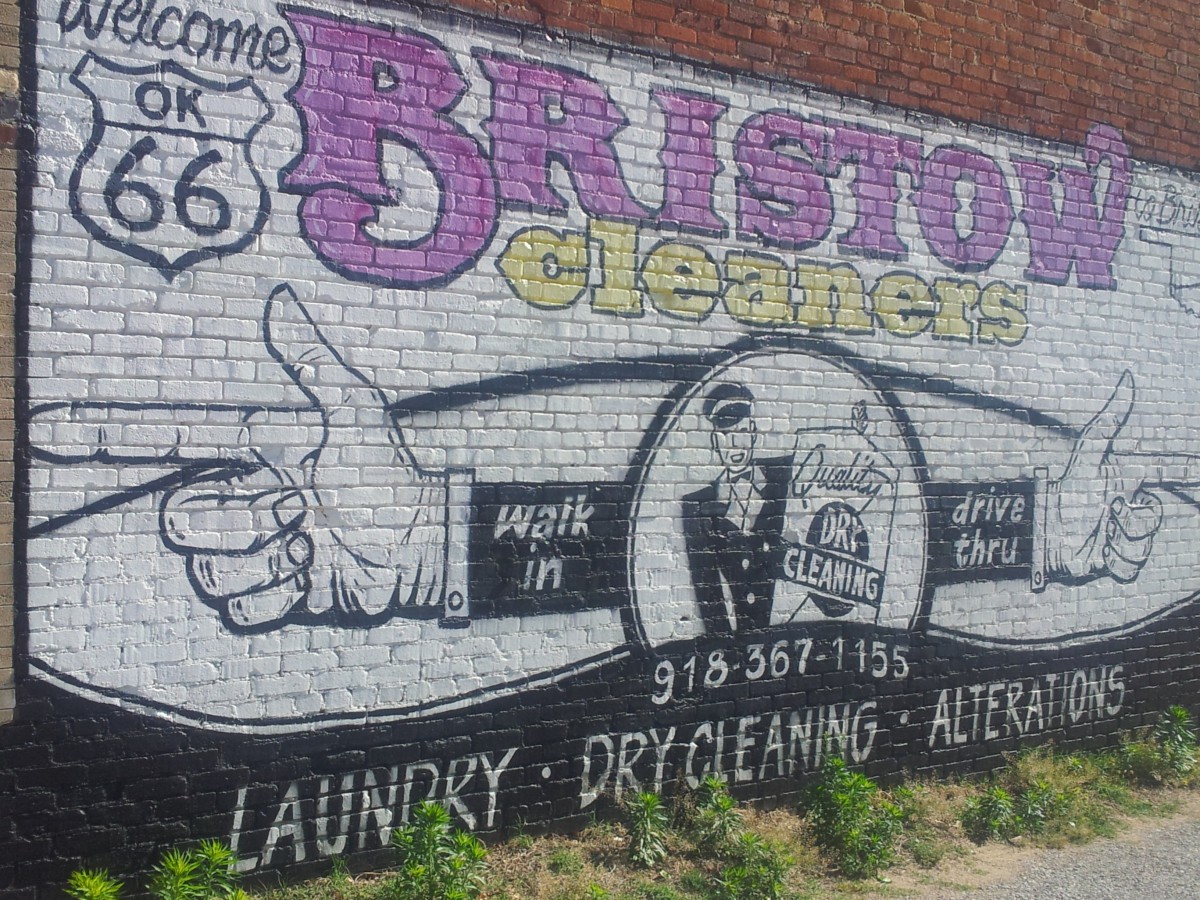 Welcome
OK
66
BRISTOW
cleaners
to
walk
in
Quality
DRY
CLEANING
drive
thru
918-367-1155
LAUNDRY · DRY CLEANING · ALTERATIONS